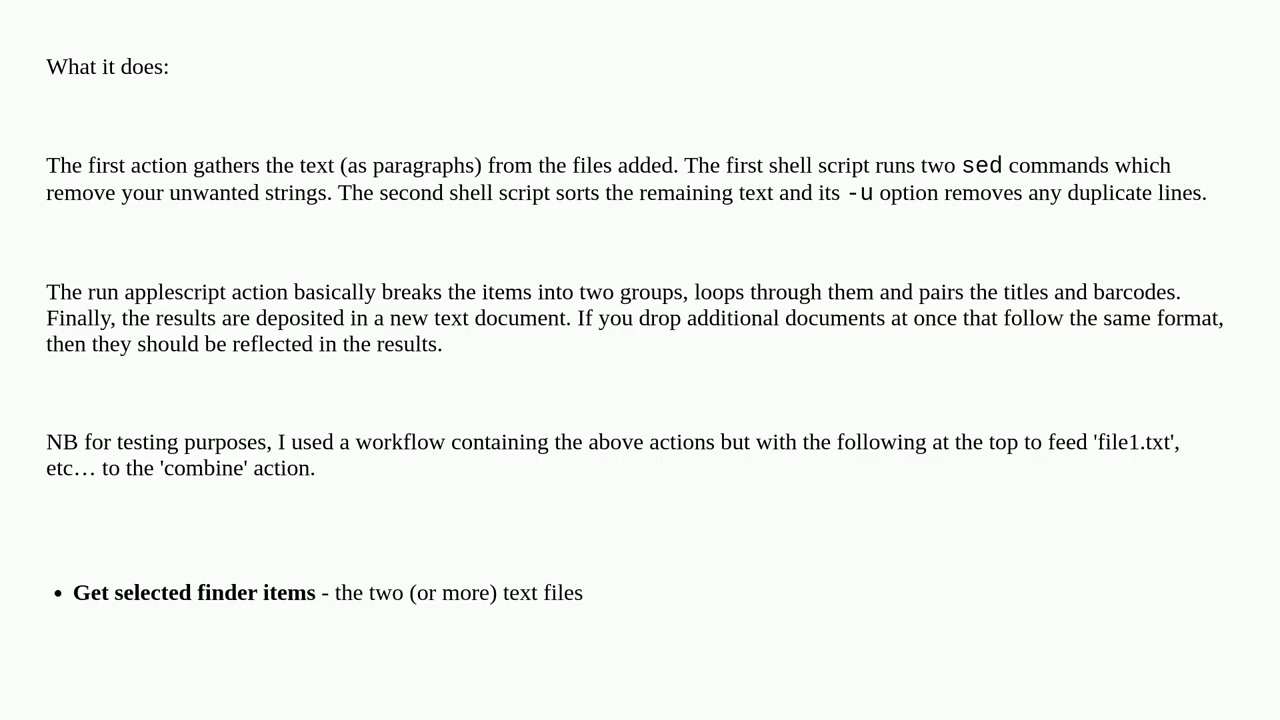 What it does:
The first action gathers the text (as paragraphs) from the files added. The first shell script runs two sed commands which
remove your unwanted strings. The second shell script sorts the remaining text and its -u option removes any duplicate lines.
The run applescript action basically breaks the items into two groups, loops through them and pairs the titles and barcodes.
Finally, the results are deposited in a new text document. If you drop additional documents at once that follow the same format,
then they should be reflected in the results.
NB for testing purposes, I used a workflow containing the above actions but with the following at the top to feed 'file1.txt',
etc… to the 'combine' action.
• Get selected finder items - the two (or more) text files